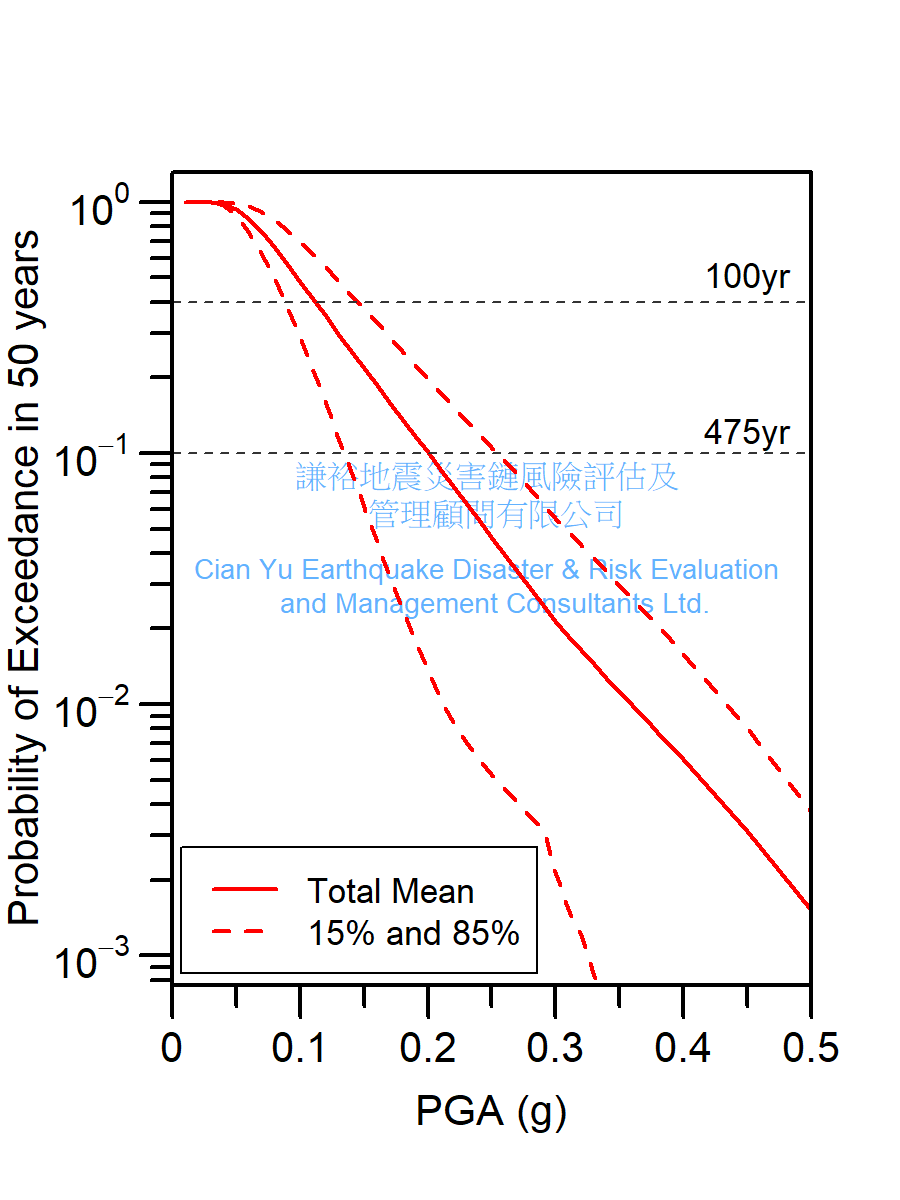 Probability of Exceedance in 50 years
10⁰
10⁻¹
10⁻²
10⁻³
100yr
475yr
謙裕地震災害鏈風險評估及
管理顧問有限公司
Cian Yu Earthquake Disaster & Risk Evaluation
and Management Consultants Ltd.
Total Mean
15% and 85%
0 0.1 0.2 0.3 0.4 0.5
PGA (g)